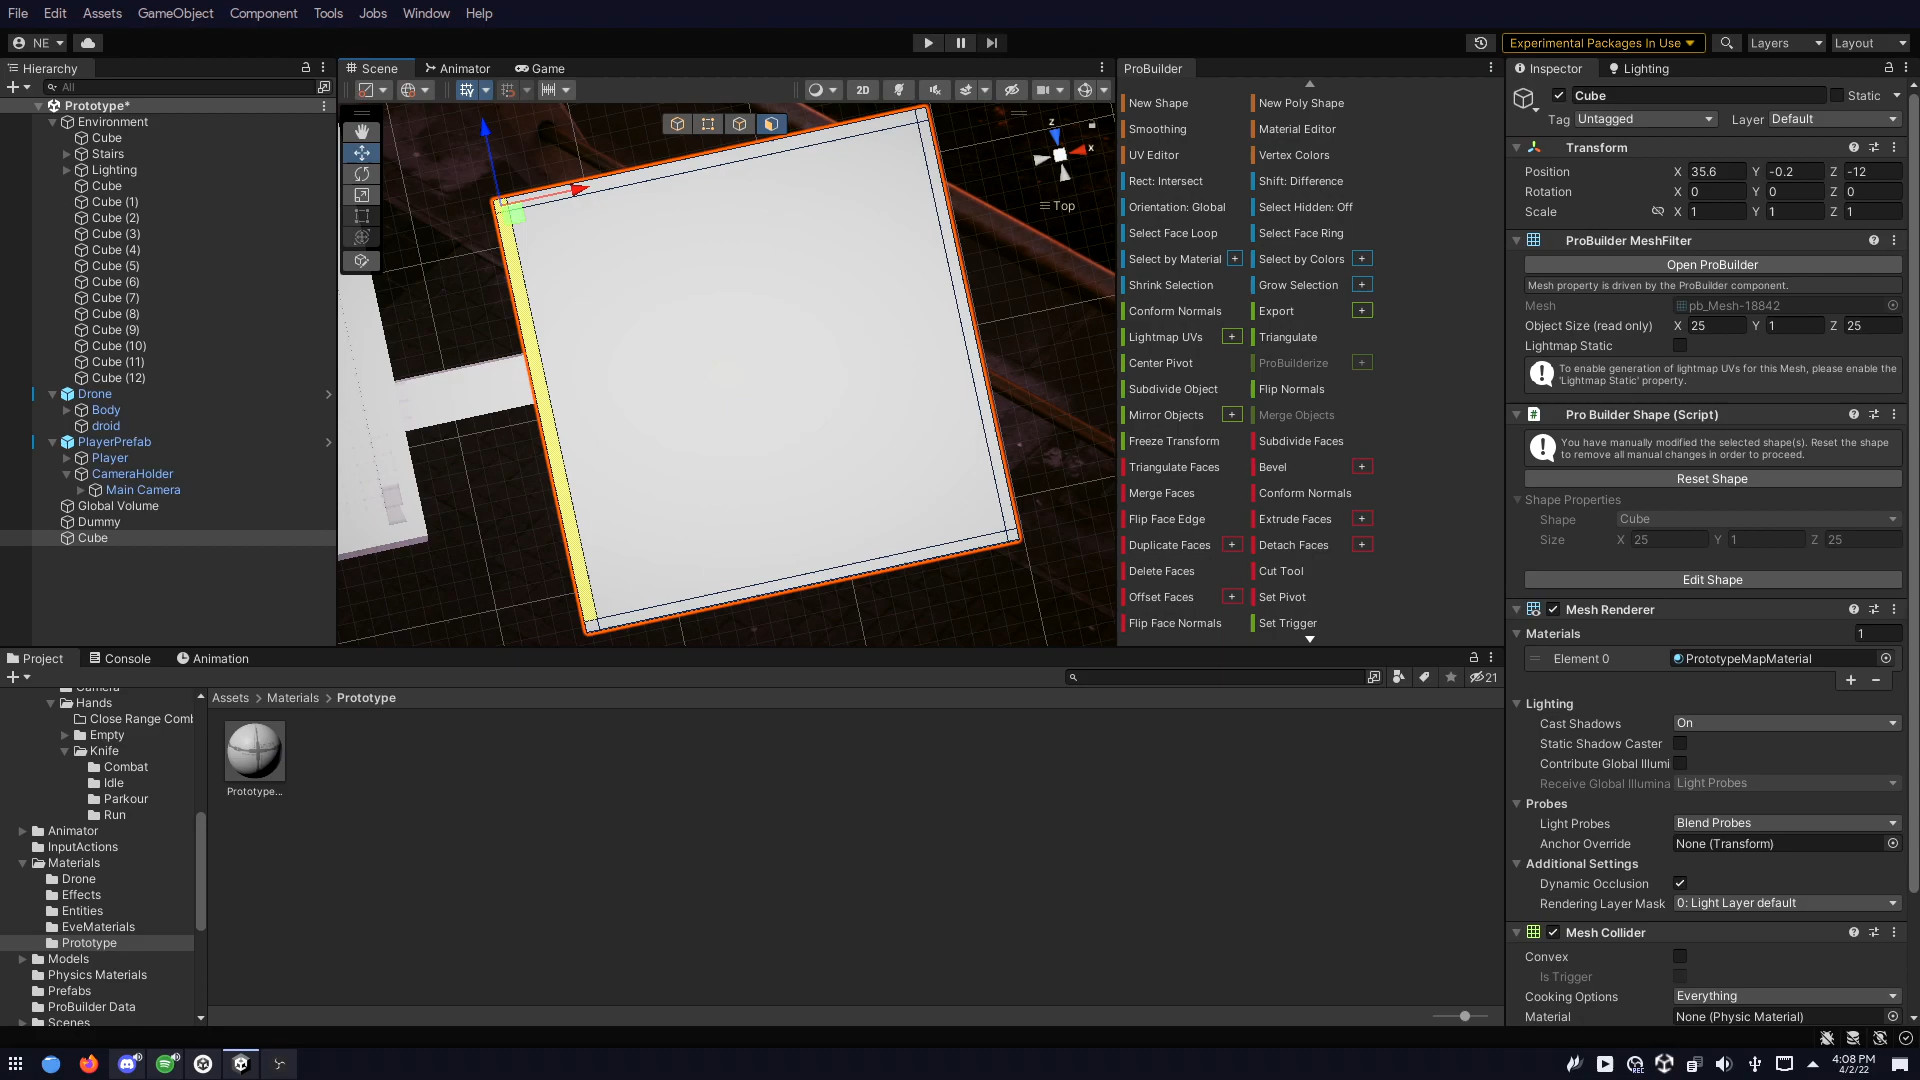 File Edit Assets GameObject Component Tools Jobs Window Help
NE
Experimental Packages In Use
Layers
Layout
Hierarchy
All
Prototype*
Environment
Cube
Stairs
Lighting
Cube
Cube (1)
Cube (2)
Cube (3)
Cube (4)
Cube (5)
Cube (6)
Cube (7)
Cube (8)
Cube (9)
Cube (10)
Cube (11)
Cube (12)
Drone
Body
droid
PlayerPrefab
Player
CameraHolder
Main Camera
Global Volume
Dummy
Cube
Scene Animator Game
2D
z
x
Top
ProBuilder
New Shape New Poly Shape
Smoothing Material Editor
UV Editor Vertex Colors
Rect: Intersect Shift: Difference
Orientation: Global Select Hidden: Off
Select Face Loop Select Face Ring
Select by Material + Select by Colors +
Shrink Selection Grow Selection +
Conform Normals Export +
Lightmap UVs + Triangulate
Center Pivot ProBuilderize +
Subdivide Object Flip Normals
Mirror Objects + Merge Objects
Freeze Transform Subdivide Faces
Triangulate Faces Bevel +
Merge Faces Conform Normals
Flip Face Edge Extrude Faces +
Duplicate Faces + Detach Faces +
Delete Faces Cut Tool
Offset Faces + Set Pivot
Flip Face Normals Set Trigger
Inspector Lighting
Cube Static
Tag Untagged Layer Default
Transform
Position X 35.6 Y -0.2 Z -12
Rotation X 0 Y 0 Z 0
Scale X 1 Y 1 Z 1
ProBuilder MeshFilter
Open ProBuilder
Mesh property is driven by the ProBuilder component.
Mesh pb_Mesh-18842
Object Size (read only) X 25 Y 1 Z 25
Lightmap Static
To enable generation of lightmap UVs for this Mesh, please enable the
'Lightmap Static' property.
Pro Builder Shape (Script)
You have manually modified the selected shape(s). Reset the shape
to remove all manual changes in order to proceed.
Reset Shape
Shape Properties
Shape Cube
Size X 25 Y 1 Z 25
Edit Shape
Mesh Renderer
Materials 1
Element 0 PrototypeMapMaterial
Lighting
Cast Shadows On
Static Shadow Caster
Contribute Global Illumi
Receive Global Illumina Light Probes
Probes
Light Probes Blend Probes
Anchor Override None (Transform)
Additional Settings
Dynamic Occlusion
Rendering Layer Mask 0: Light Layer default
Mesh Collider
Convex
Is Trigger
Cooking Options Everything
Material None (Physic Material)
Project Console Animation
21
Camera
Hands
Close Range Comb
Empty
Knife
Combat
Idle
Parkour
Run
Animator
InputActions
Materials
Drone
Effects
Entities
EveMaterials
Prototype
Models
Physics Materials
Prefabs
ProBuilder Data
Scenes
Assets > Materials > Prototype
Prototype...
REC
4:08 PM
4/2/22